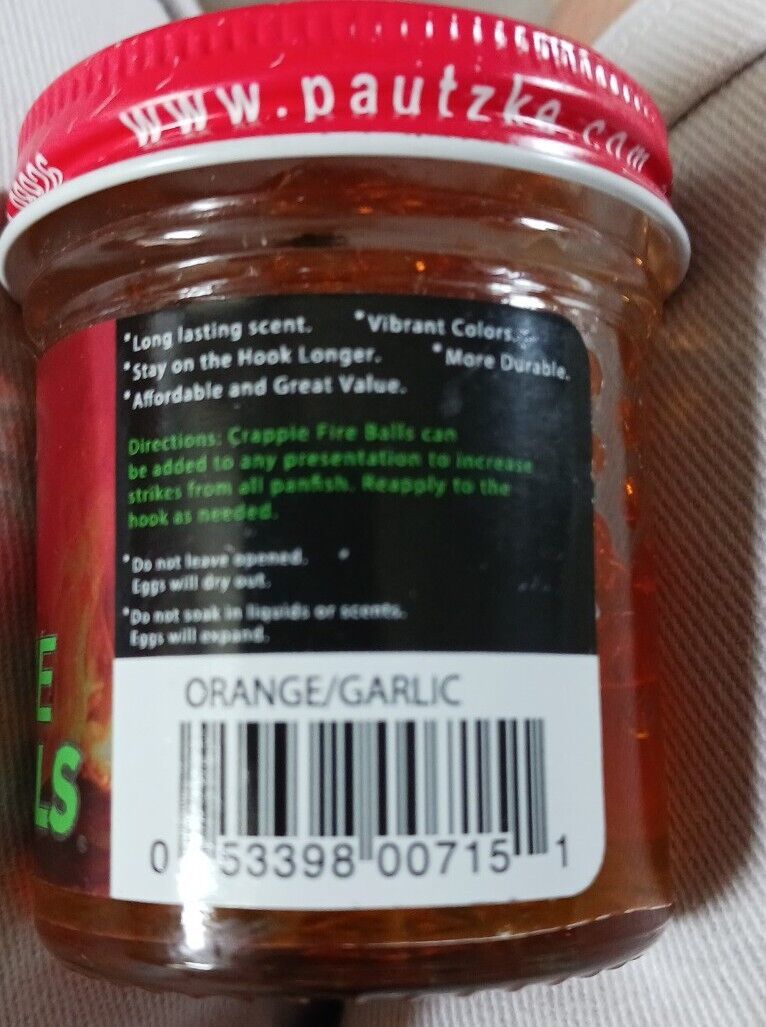 www.pautzke.com
*Long lasting scent. *Vibrant Colors.
*Stay on the Hook Longer. *More Durable.
*Affordable and Great Value.
Directions: Crappie Fire Balls can
be added to any presentation to increase
strikes from all panfish. Reapply to the
hook as needed.
*Do not leave opened.
Eggs will dry out.
*Do not soak in liquids or scents.
Eggs will expand.
E
LS
ORANGE/GARLIC
0 53398 00715 1